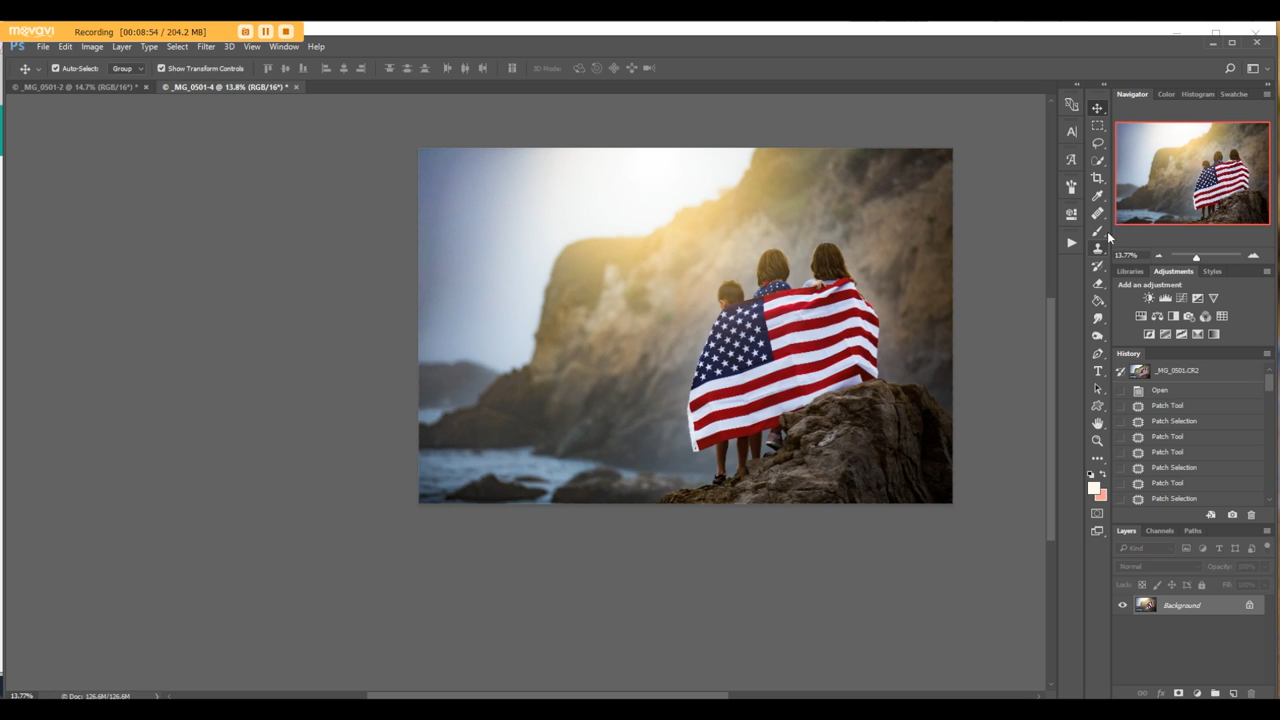 movavi Recording [00:08:54 / 204.2 MB]
PS File Edit Image Layer Type Select Filter 3D View Window Help
Auto-Select: Group Show Transform Controls 3D Mode:
© _MG_0501-2 @ 14.7% (RGB/16*) * × © _MG_0501-4 @ 13.8% (RGB/16*) * ×
Navigator Color Histogram Swatche
13.77%
Libraries Adjustments Styles
Add an adjustment
History
_MG_0501.CR2
Open
Patch Tool
Patch Selection
Patch Tool
Patch Tool
Patch Selection
Patch Tool
Patch Selection
Layers Channels Paths
Kind
Normal Opacity: 100%
Lock: Fill: 100%
Background
13.77% © Doc: 126.6M/126.6M